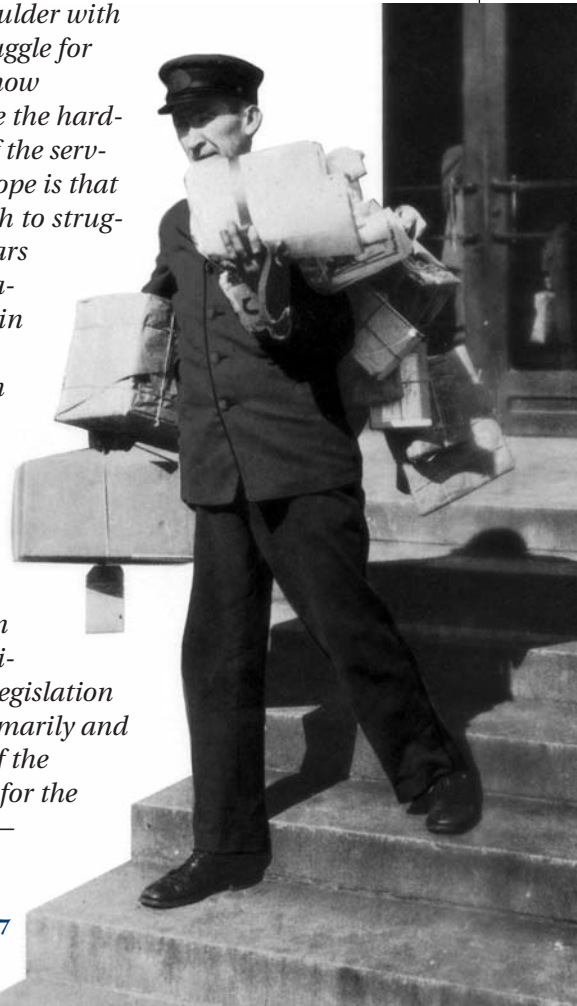 ulder with
uggle for
now
e the hard-
f the serv-
ope is that
h to strug-
ars
a-
in
n
n
i-
egislation
marily and
f the
for the
—
7